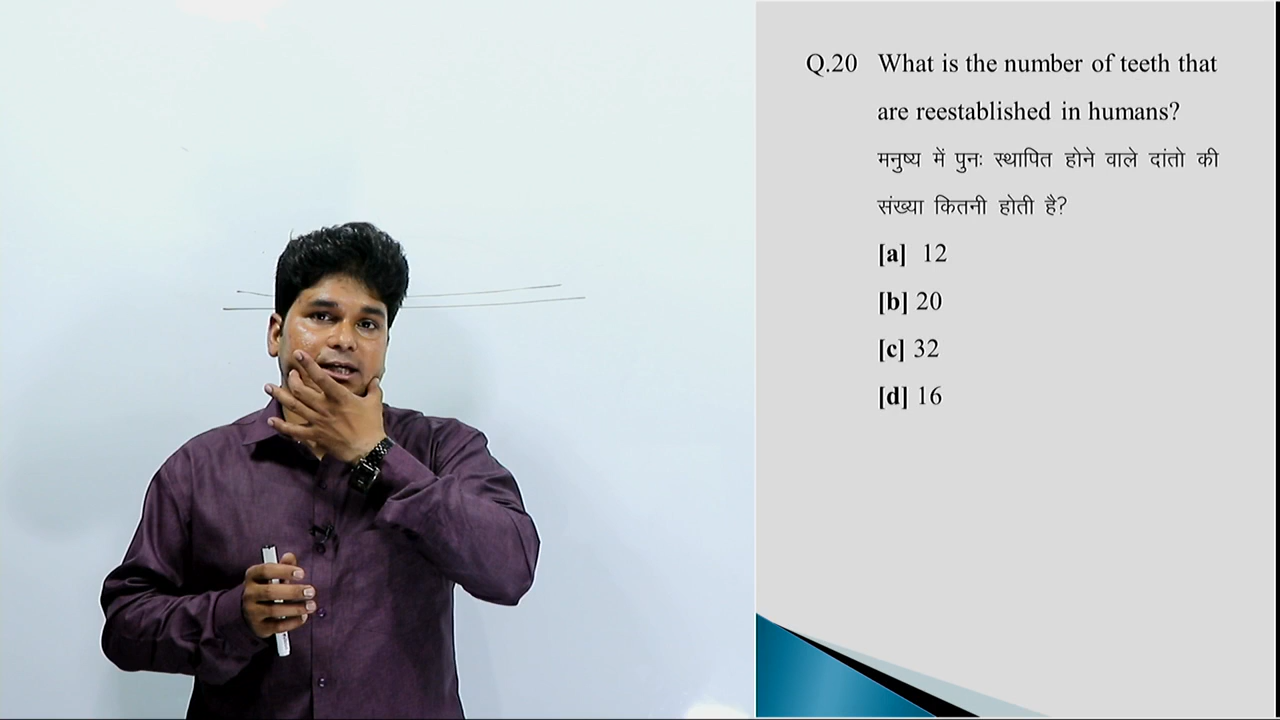 Q.20 What is the number of teeth that
are reestablished in humans?
मनुष्य में पुनः स्थापित होने वाले दांतो की
संख्या कितनी होती है?
[a] 12
[b] 20
[c] 32
[d] 16